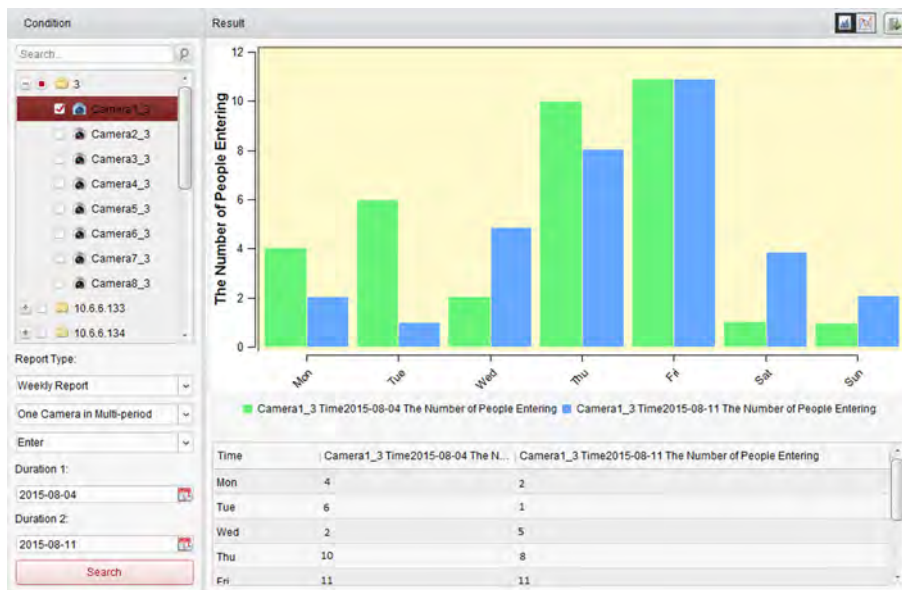 Condition
Search...
3
Camera1_3
Camera2_3
Camera3_3
Camera4_3
Camera5_3
Camera6_3
Camera7_3
Camera8_3
10.6.6.133
10.6.6.134
Report Type:
Weekly Report
One Camera in Multi-period
Enter
Duration 1:
2015-08-04
Duration 2:
2015-08-11
Search
Result
The Number of People Entering
12
10
8
6
4
2
0
Mon Tue Wed Thu Fri Sat Sun
Camera1_3 Time2015-08-04 The Number of People Entering Camera1_3 Time2015-08-11 The Number of People Entering
Time Camera1_3 Time2015-08-04 The N... Camera1_3 Time2015-08-11 The Number of People Entering
Mon 4 2
Tue 6 1
Wed 2 5
Thu 10 8
Fri 11 11